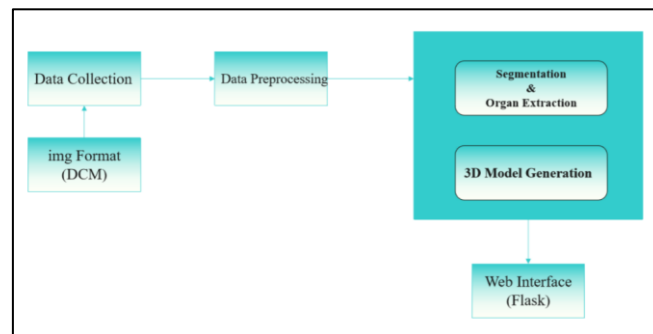 Data Collection
Data Preprocessing
Segmentation
&
Organ Extraction
img Format
(DCM)
3D Model Generation
Web Interface
(Flask)